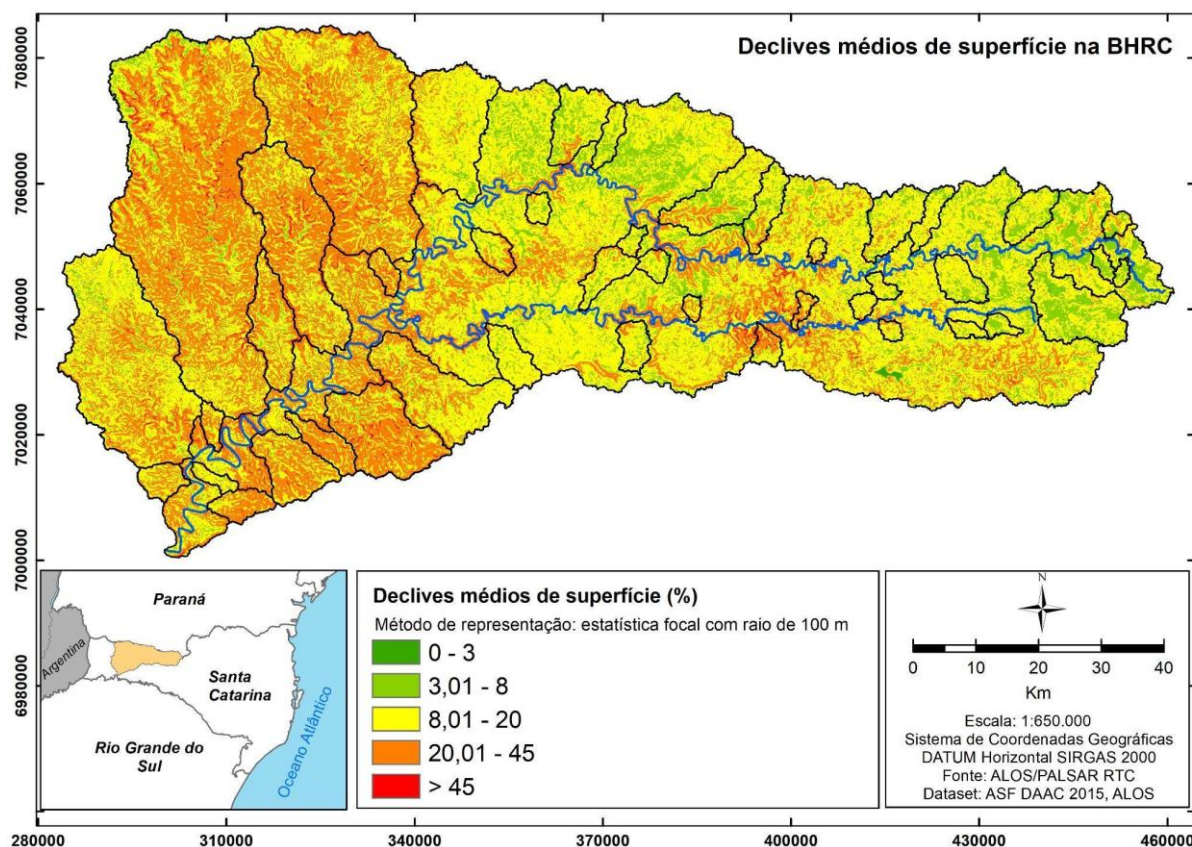 Declives médios de superfície na BHRC
7080000
7060000
7040000
7020000
7000000
6980000
Paraná
Argentina
Santa
Catarina
Rio Grande do
Sul
Oceano Atlântico
Declives médios de superfície (%)
Método de representação: estatística focal com raio de 100 m
0 - 3
3,01 - 8
8,01 - 20
20,01 - 45
> 45
N
0 10 20 30 40
Km
Escala: 1:650.000
Sistema de Coordenadas Geográficas
DATUM Horizontal SIRGAS 2000
Fonte: ALOS/PALSAR RTC
Dataset: ASF DAAC 2015, ALOS
280000 310000 340000 370000 400000 430000 460000